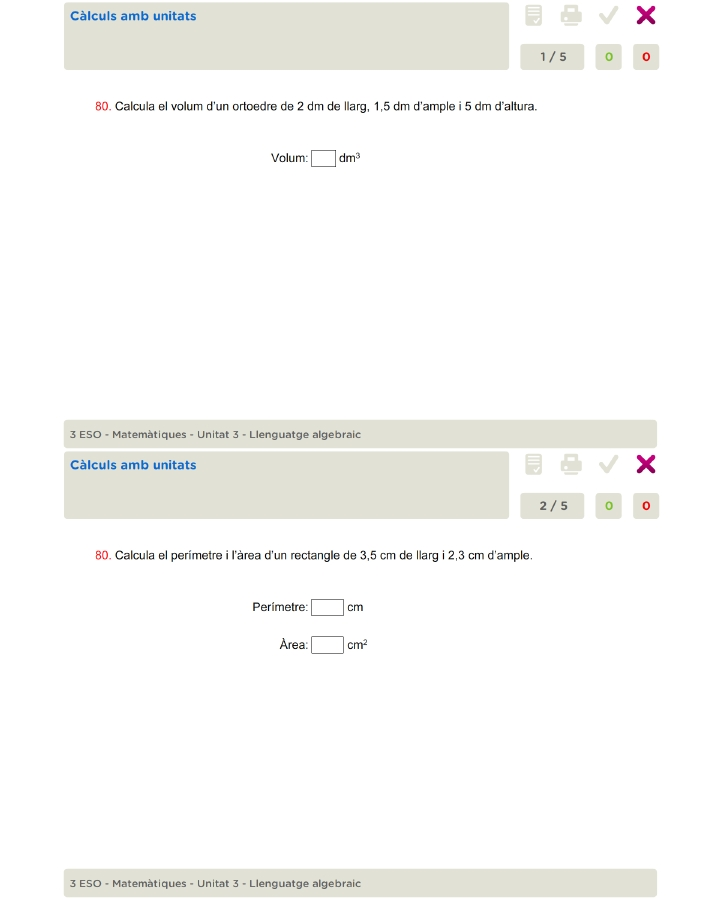 Càlculs amb unitats
1 / 5 0 0
80. Calcula el volum d'un ortoedre de 2 dm de llarg, 1,5 dm d'ample i 5 dm d'altura.
Volum: dm³
3 ESO - Matemàtiques - Unitat 3 - Llenguatge algebraic
Càlculs amb unitats
2 / 5 0 0
80. Calcula el perímetre i l'àrea d'un rectangle de 3,5 cm de llarg i 2,3 cm d'ample.
Perímetre: cm
Àrea: cm²
3 ESO - Matemàtiques - Unitat 3 - Llenguatge algebraic